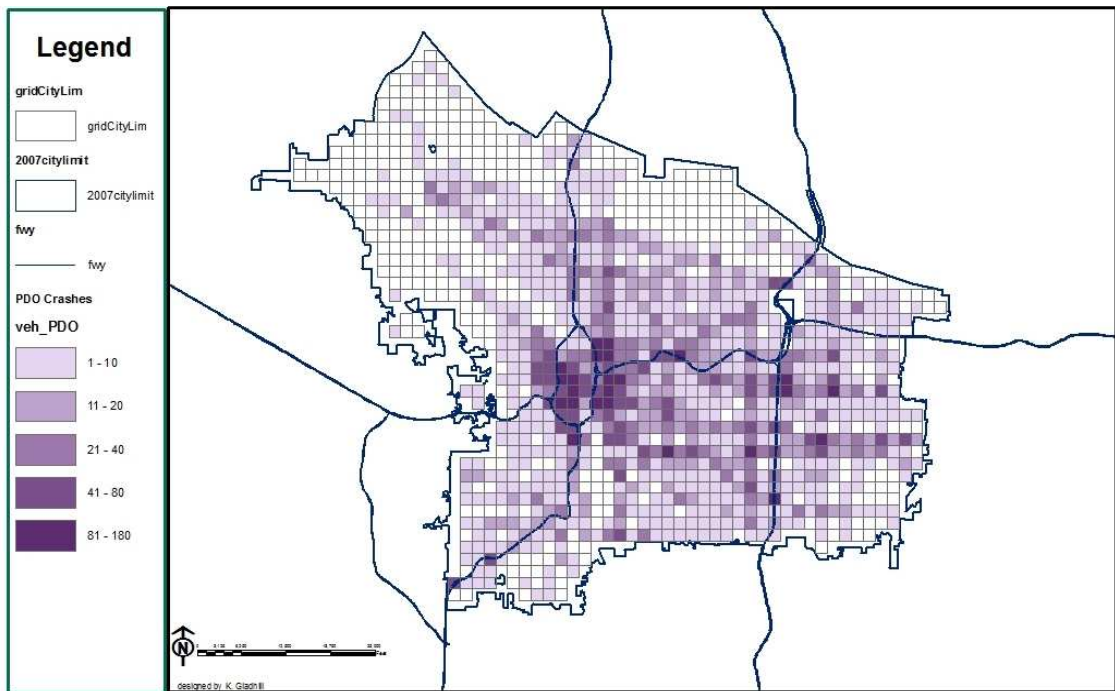 Legend
gridCityLim
gridCityLim
2007citylimit
2007citylimit
fwy
fwy
PDO Crashes
veh_PDO
1 - 10
11 - 20
21 - 40
41 - 80
81 - 180
N
Feet
designed by K. Gladhill